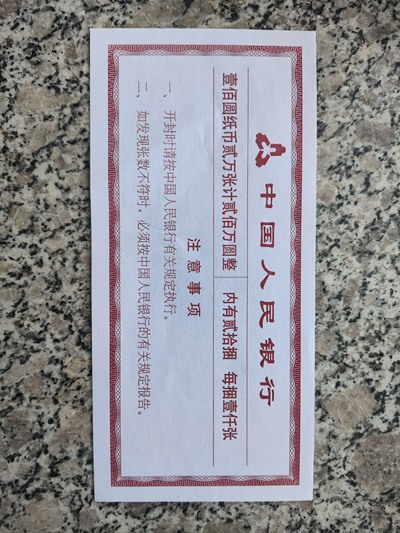 中国人民银行
壹佰圆纸币贰万张计贰佰万圆整 内有贰拾捆 每捆壹仟张
注意事项
一、开封时请按中国人民银行有关规定执行。
二、如发现张数不符时，必须按中国人民银行的有关规定报告。